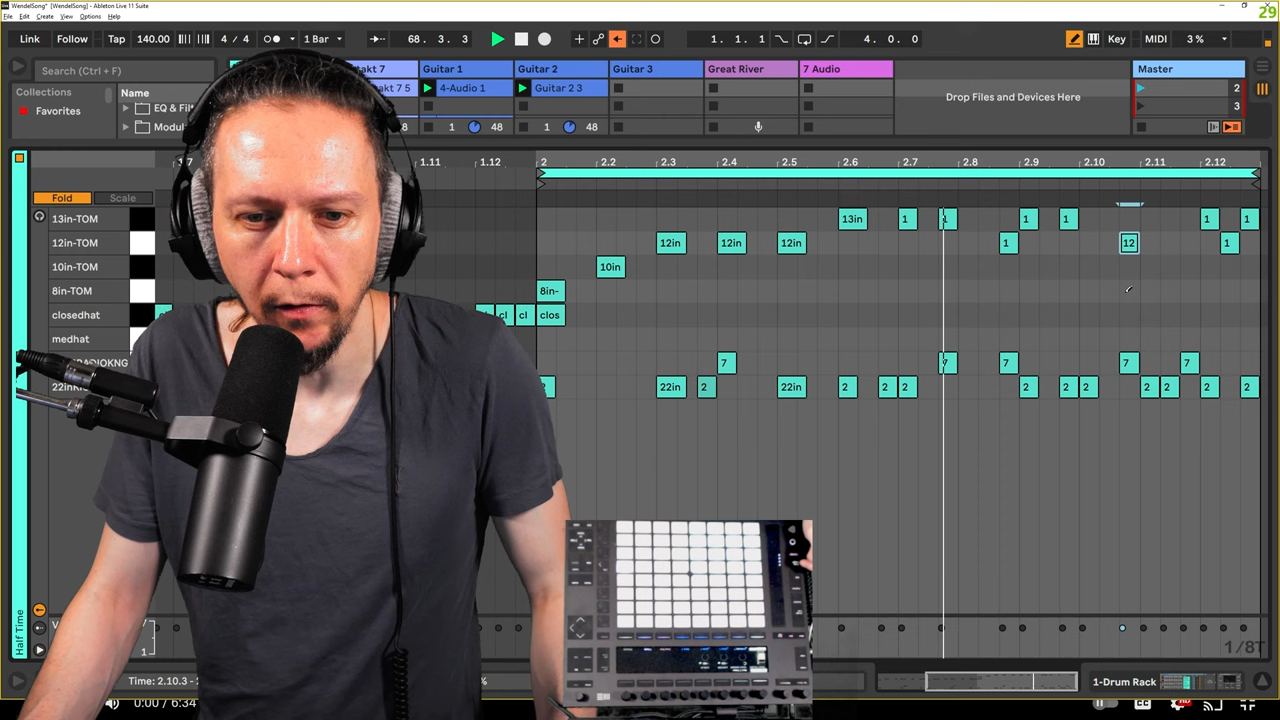 WendelSong* [WendelSong] - Ableton Live 11 Suite
29
File Edit Create View Options Help
Link Follow Tap 140.00 4 / 4 1 Bar 68. 3. 3 1. 1. 1 4. 0. 0 Key MIDI 3 %
Search (Ctrl + F)
Guitar 1 Guitar 2 Guitar 3 Great River 7 Audio Master
Collections Name 4-Audio 1 Guitar 2 3 Drop Files and Devices Here 2
Favorites 3
1 48 1 48
1.11 1.12 2 2.2 2.3 2.4 2.5 2.6 2.7 2.8 2.9 2.10 2.11 2.12
Fold Scale
13in-TOM 13in 1 1 1 1 1 1
12in-TOM 12in 12in 12in 1 12 1
10in-TOM 10in
8in-TOM 8in-
closedhat cl cl clos
medhat
7 7 7 7 7
22in 2 22in 2 2 2 2 2 2 2 2 2 2
Half Time
1
1/8T
Time: 2.10.3 -
1-Drum Rack
0:00 / 6:34
CC HD